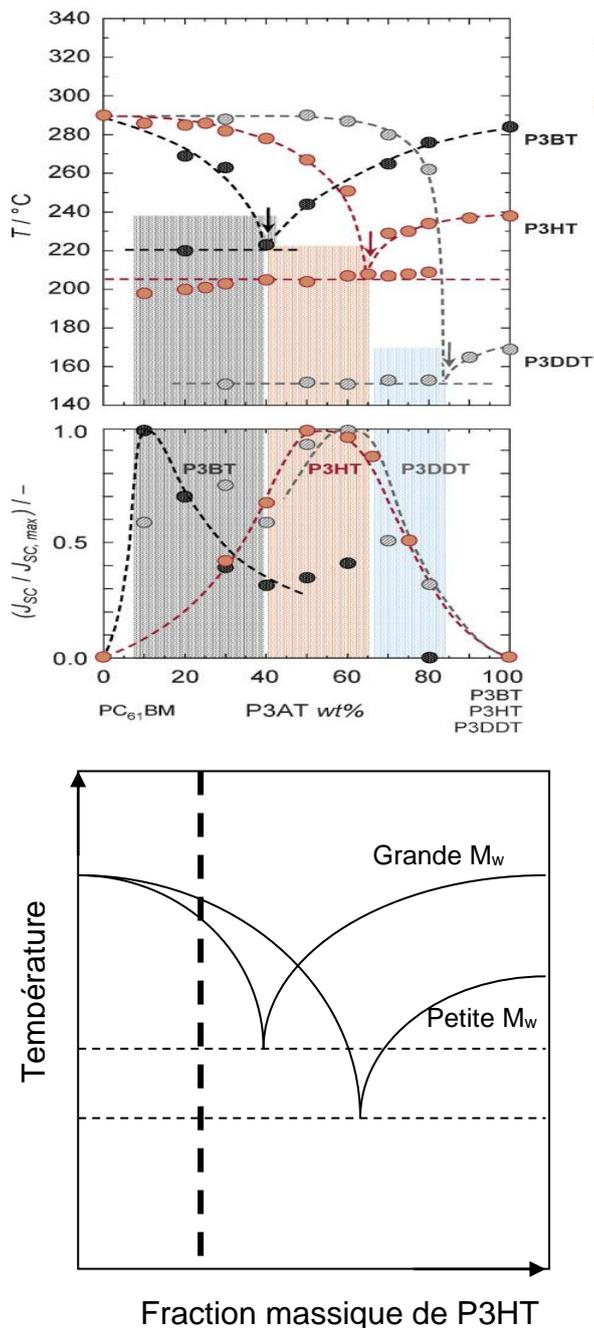 340
320
300
280
260
240
220
200
180
160
140
T / °C
P3BT
P3HT
P3DDT
1.0
0.5
0.0
(J_SC / J_SC, max) / –
P3BT
P3HT
P3DDT
0 20 40 60 80 100
PC₆₁BM
P3AT wt%
P3BT
P3HT
P3DDT
Grande Mw
Petite Mw
Température
Fraction massique de P3HT